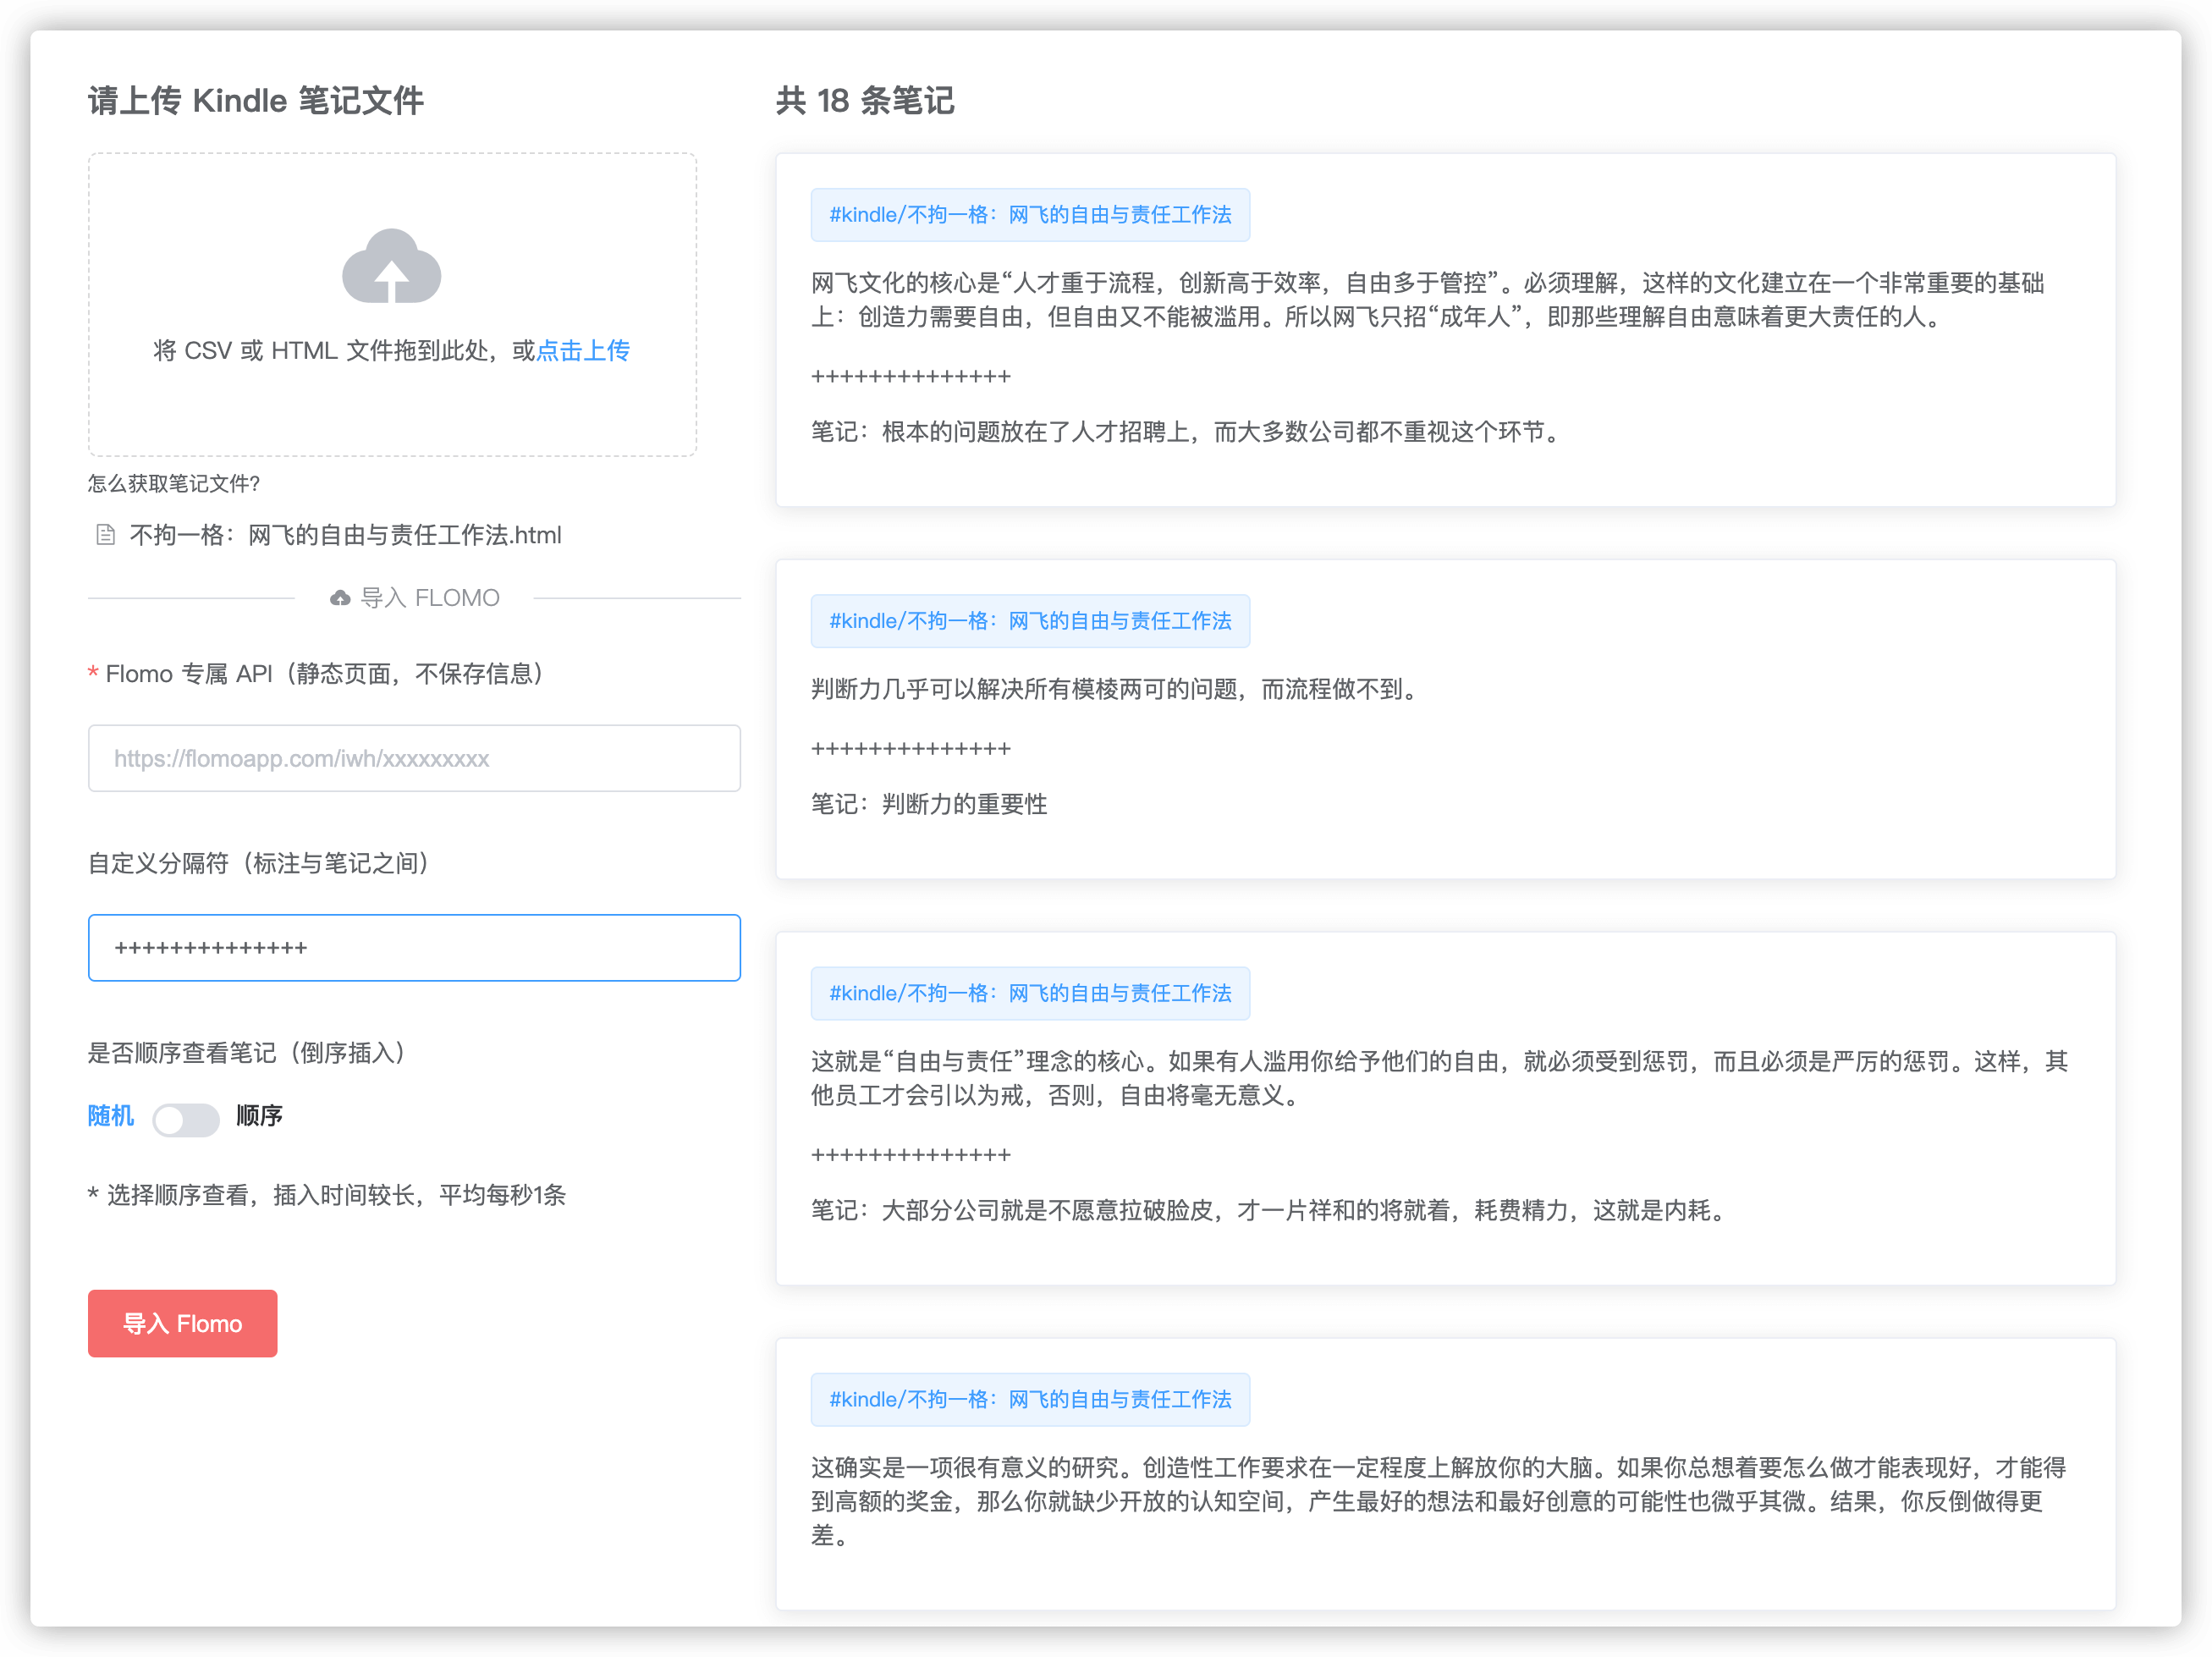 请上传 Kindle 笔记文件
将 CSV 或 HTML 文件拖到此处，或点击上传
怎么获取笔记文件?
不拘一格：网飞的自由与责任工作法.html
导入 FLOMO
* Flomo 专属 API（静态页面，不保存信息）
https://flomoapp.com/iwh/xxxxxxxxx
自定义分隔符（标注与笔记之间）
++++++++++++++
是否顺序查看笔记（倒序插入）
随机 顺序
* 选择顺序查看，插入时间较长，平均每秒1条
导入 Flomo
共 18 条笔记
#kindle/不拘一格：网飞的自由与责任工作法
网飞文化的核心是“人才重于流程，创新高于效率，自由多于管控”。必须理解，这样的文化建立在一个非常重要的基础
上：创造力需要自由，但自由又不能被滥用。所以网飞只招“成年人”，即那些理解自由意味着更大责任的人。
++++++++++++++
笔记：根本的问题放在了人才招聘上，而大多数公司都不重视这个环节。
#kindle/不拘一格：网飞的自由与责任工作法
判断力几乎可以解决所有模棱两可的问题，而流程做不到。
++++++++++++++
笔记：判断力的重要性
#kindle/不拘一格：网飞的自由与责任工作法
这就是“自由与责任”理念的核心。如果有人滥用你给予他们的自由，就必须受到惩罚，而且必须是严厉的惩罚。这样，其
他员工才会引以为戒，否则，自由将毫无意义。
++++++++++++++
笔记：大部分公司就是不愿意拉破脸皮，才一片祥和的将就着，耗费精力，这就是内耗。
#kindle/不拘一格：网飞的自由与责任工作法
这确实是一项很有意义的研究。创造性工作要求在一定程度上解放你的大脑。如果你总想着要怎么做才能表现好，才能得
到高额的奖金，那么你就缺少开放的认知空间，产生最好的想法和最好创意的可能性也微乎其微。结果，你反倒做得更
差。